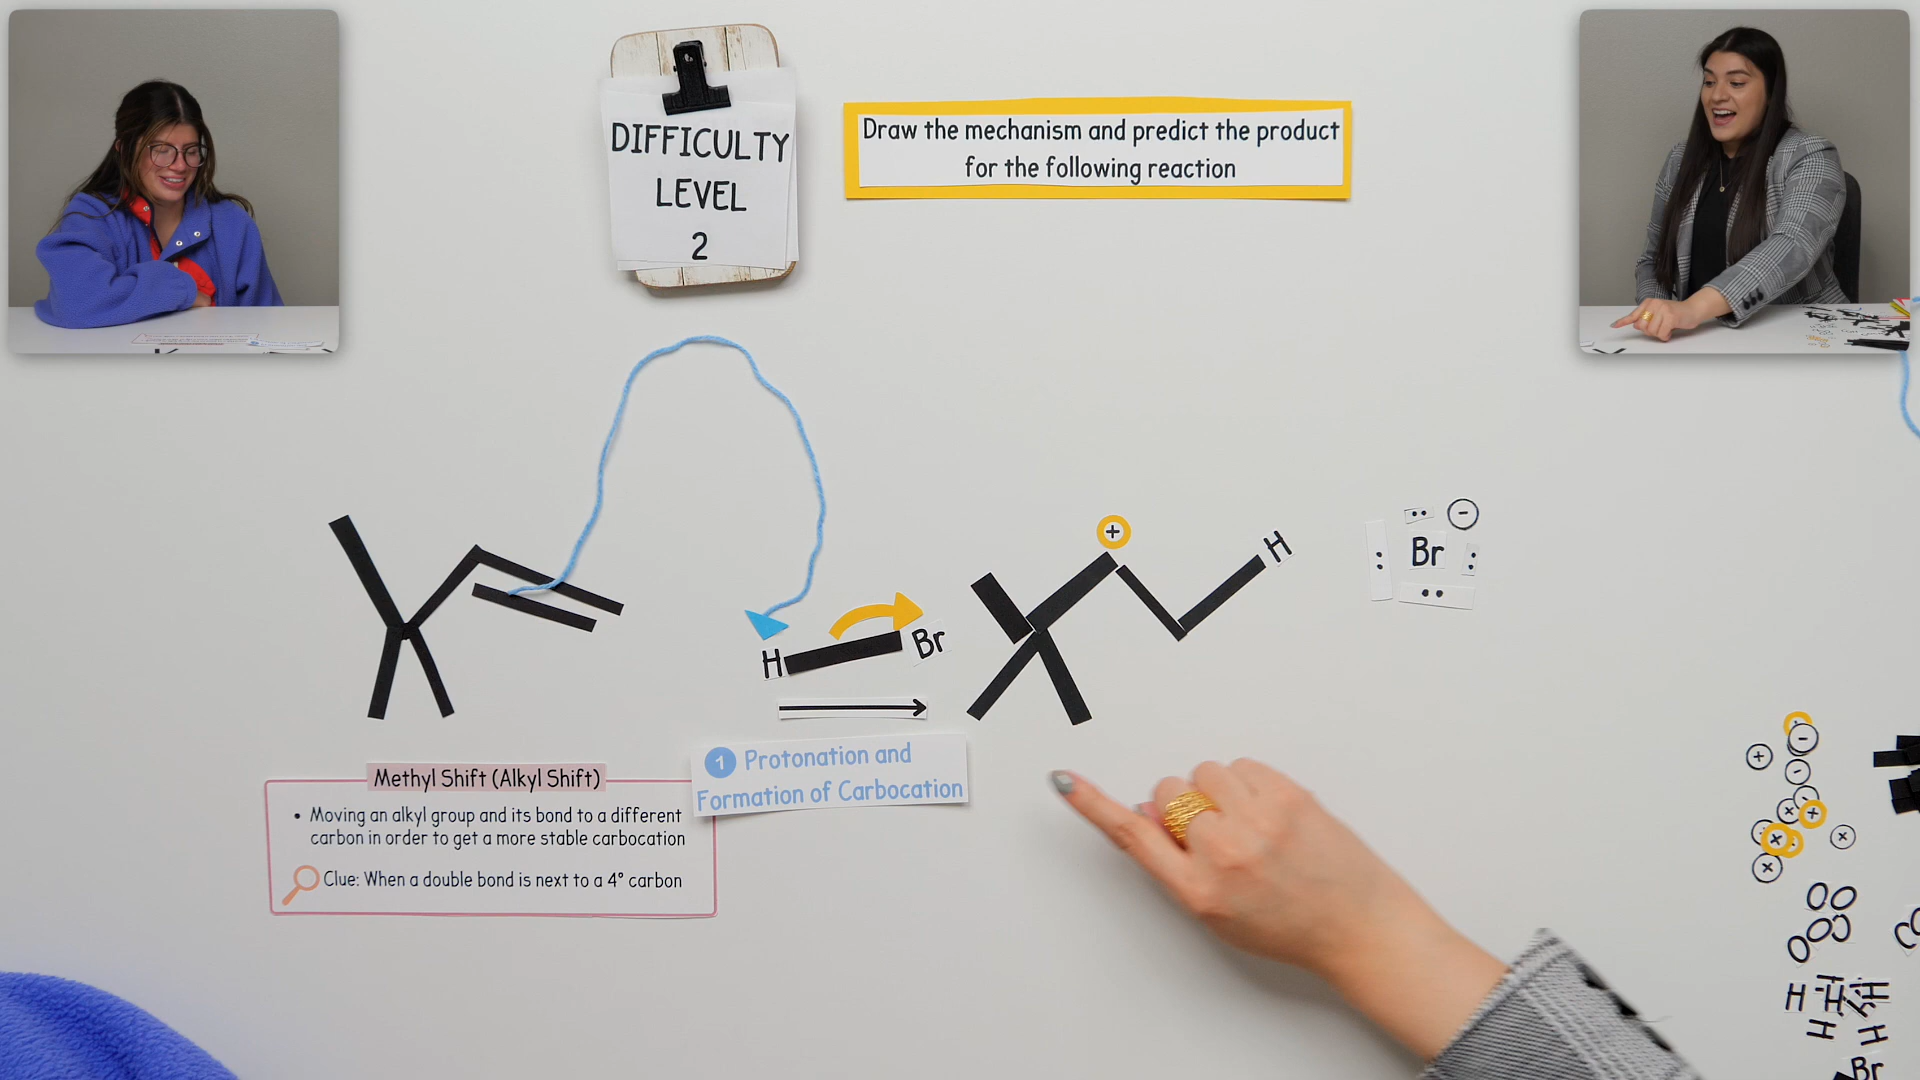 DIFFICULTY
LEVEL
2
Draw the mechanism and predict the product
for the following reaction
+
H
−
Br
H
Br
1 Protonation and
Formation of Carbocation
Methyl Shift (Alkyl Shift)
• Moving an alkyl group and its bond to a different
carbon in order to get a more stable carbocation
Clue: When a double bond is next to a 4° carbon
−
+
−
+
+
+
O O
O O O
H H H
H H
Br